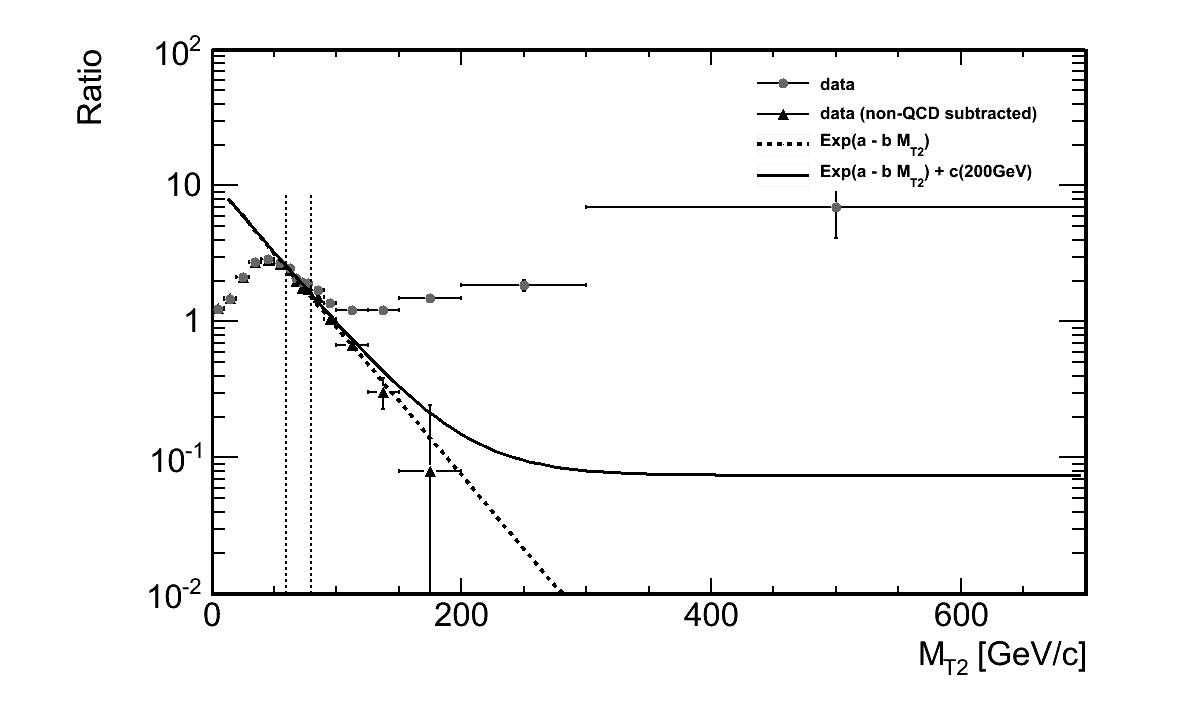 Ratio
10²
10
1
10⁻¹
10⁻²
data
data (non-QCD subtracted)
Exp(a - b M_T2)
Exp(a - b M_T2) + c(200GeV)
0 200 400 600
M_T2 [GeV/c]